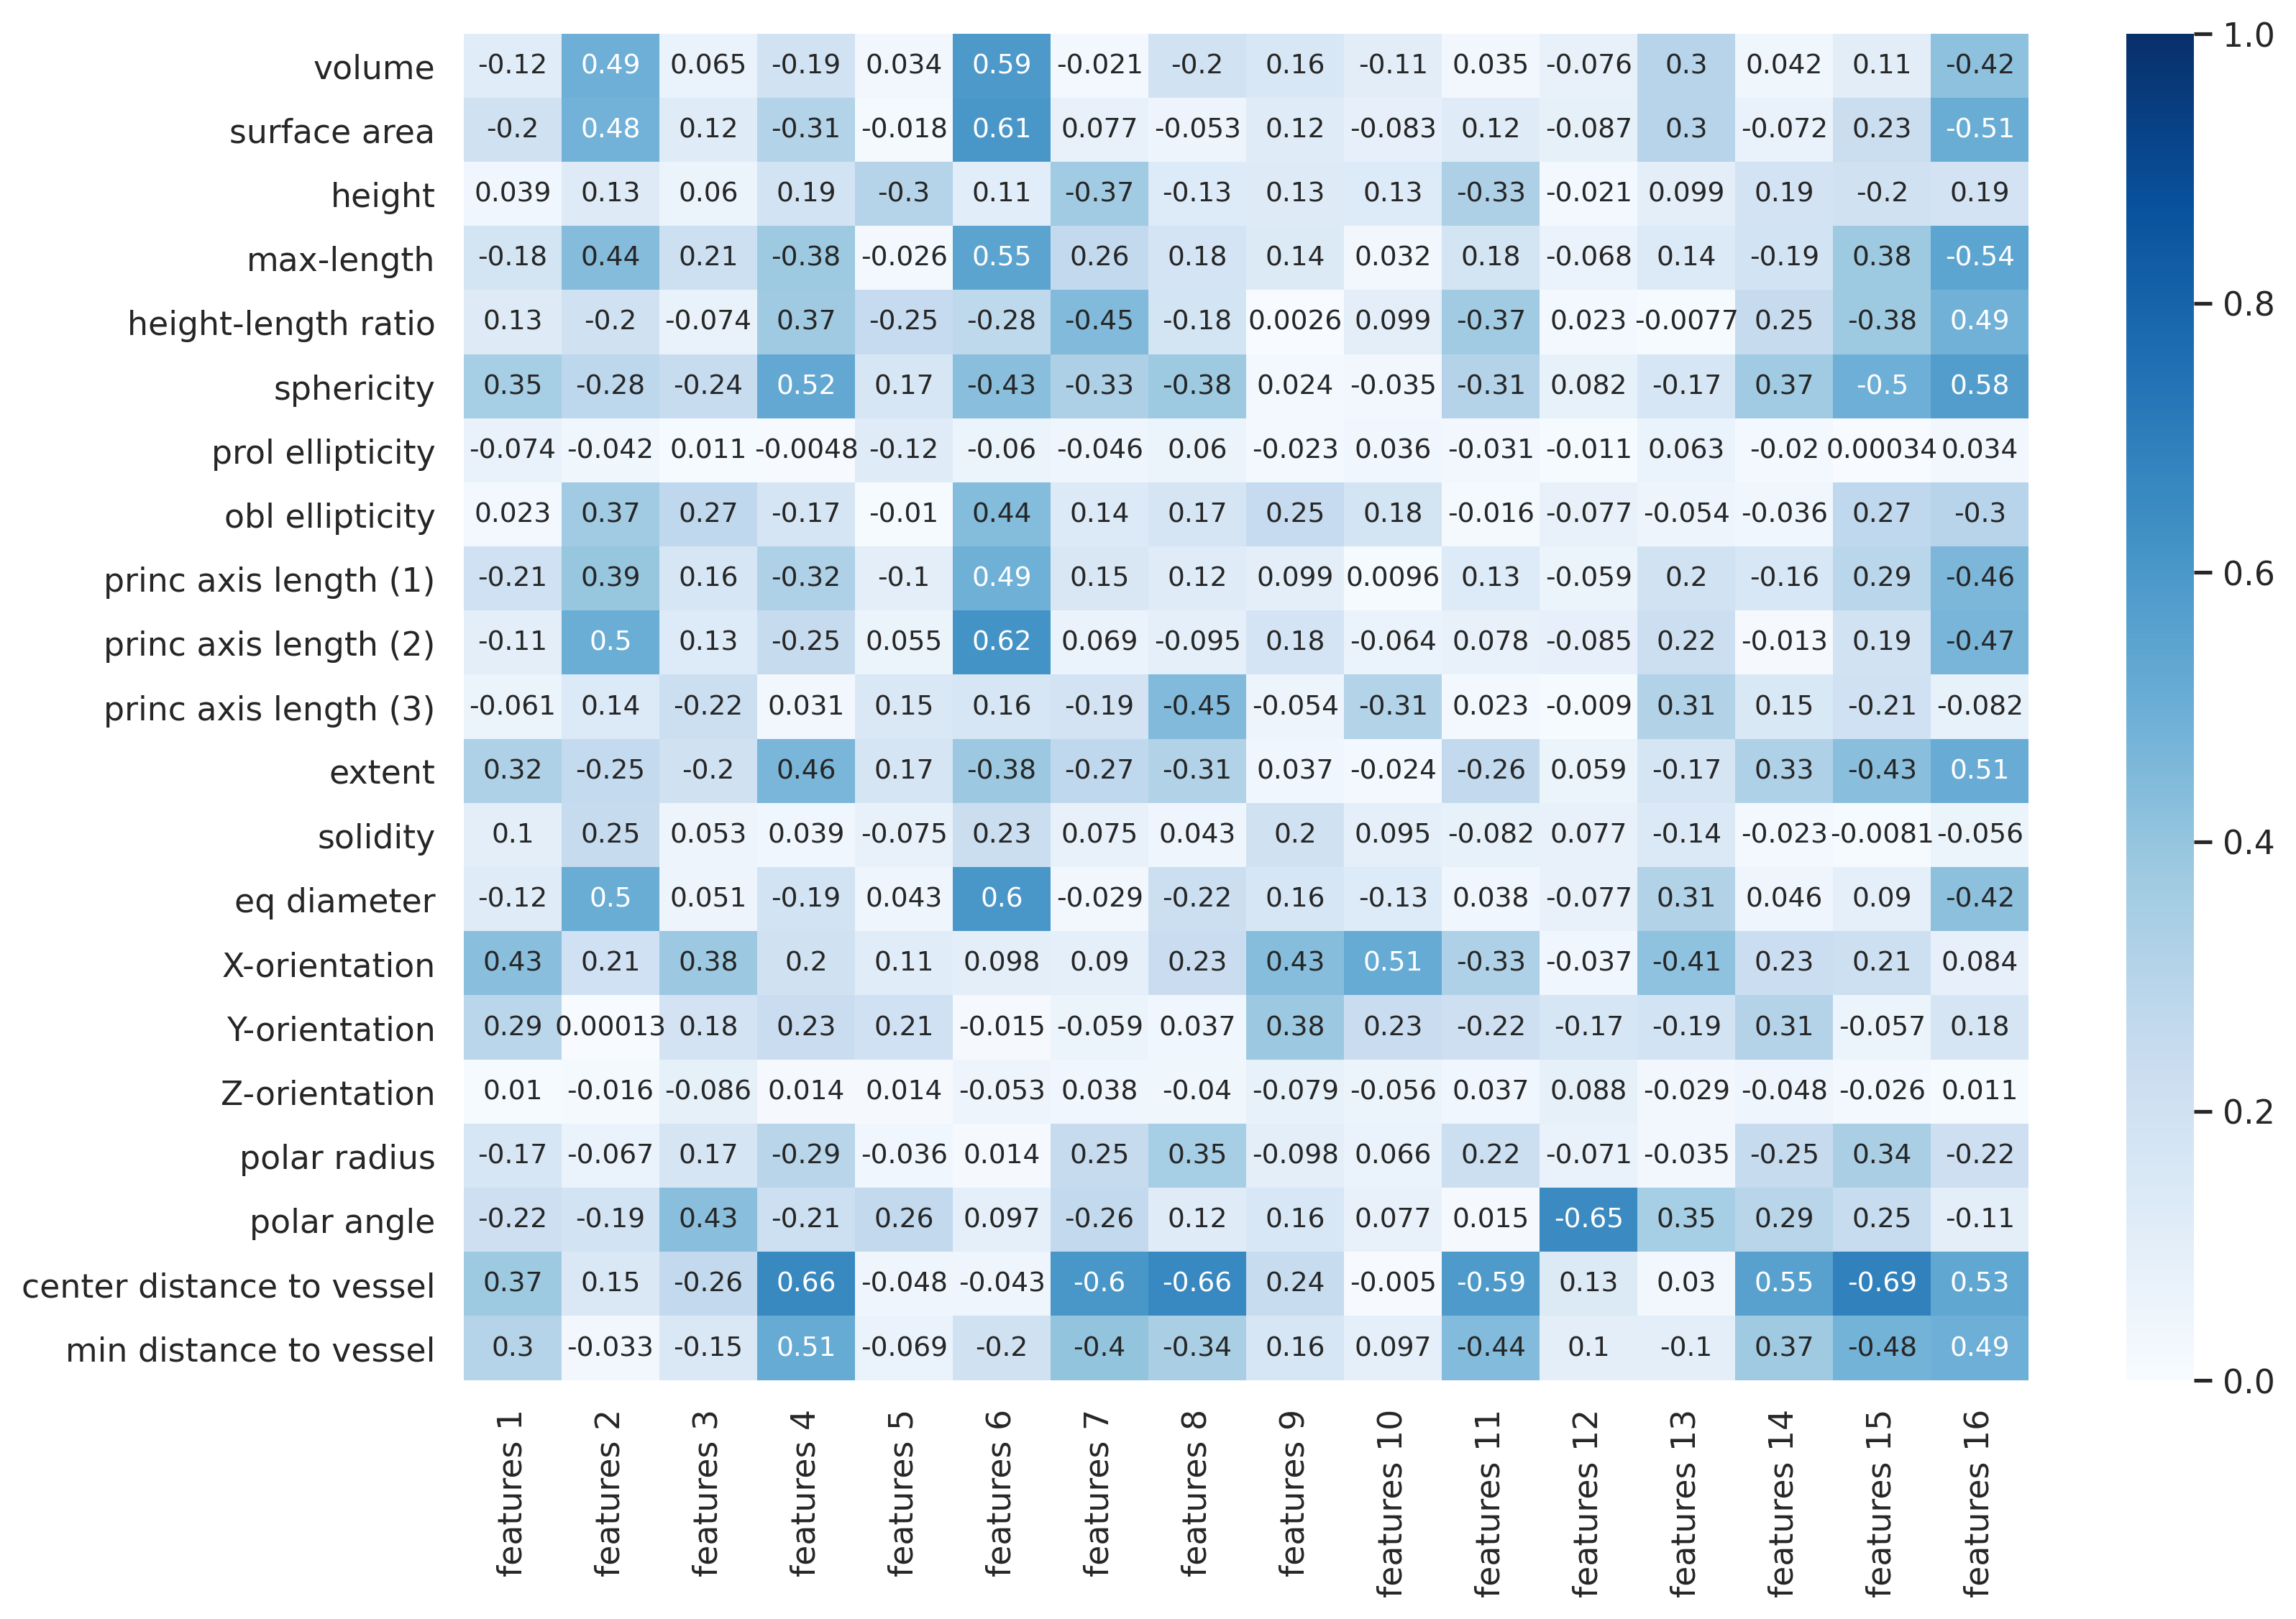 volume -0.12 0.49 0.065 -0.19 0.034 0.59 -0.021 -0.2 0.16 -0.11 0.035 -0.076 0.3 0.042 0.11 -0.42
surface area -0.2 0.48 0.12 -0.31 -0.018 0.61 0.077 -0.053 0.12 -0.083 0.12 -0.087 0.3 -0.072 0.23 -0.51
height 0.039 0.13 0.06 0.19 -0.3 0.11 -0.37 -0.13 0.13 0.13 -0.33 -0.021 0.099 0.19 -0.2 0.19
max-length -0.18 0.44 0.21 -0.38 -0.026 0.55 0.26 0.18 0.14 0.032 0.18 -0.068 0.14 -0.19 0.38 -0.54
height-length ratio 0.13 -0.2 -0.074 0.37 -0.25 -0.28 -0.45 -0.18 0.0026 0.099 -0.37 0.023 -0.0077 0.25 -0.38 0.49
sphericity 0.35 -0.28 -0.24 0.52 0.17 -0.43 -0.33 -0.38 0.024 -0.035 -0.31 0.082 -0.17 0.37 -0.5 0.58
prol ellipticity -0.074 -0.042 0.011 -0.0048 -0.12 -0.06 -0.046 0.06 -0.023 0.036 -0.031 -0.011 0.063 -0.02 0.00034 0.034
obl ellipticity 0.023 0.37 0.27 -0.17 -0.01 0.44 0.14 0.17 0.25 0.18 -0.016 -0.077 -0.054 -0.036 0.27 -0.3
princ axis length (1) -0.21 0.39 0.16 -0.32 -0.1 0.49 0.15 0.12 0.099 0.0096 0.13 -0.059 0.2 -0.16 0.29 -0.46
princ axis length (2) -0.11 0.5 0.13 -0.25 0.055 0.62 0.069 -0.095 0.18 -0.064 0.078 -0.085 0.22 -0.013 0.19 -0.47
princ axis length (3) -0.061 0.14 -0.22 0.031 0.15 0.16 -0.19 -0.45 -0.054 -0.31 0.023 -0.009 0.31 0.15 -0.21 -0.082
extent 0.32 -0.25 -0.2 0.46 0.17 -0.38 -0.27 -0.31 0.037 -0.024 -0.26 0.059 -0.17 0.33 -0.43 0.51
solidity 0.1 0.25 0.053 0.039 -0.075 0.23 0.075 0.043 0.2 0.095 -0.082 0.077 -0.14 -0.023 -0.0081 -0.056
eq diameter -0.12 0.5 0.051 -0.19 0.043 0.6 -0.029 -0.22 0.16 -0.13 0.038 -0.077 0.31 0.046 0.09 -0.42
X-orientation 0.43 0.21 0.38 0.2 0.11 0.098 0.09 0.23 0.43 0.51 -0.33 -0.037 -0.41 0.23 0.21 0.084
Y-orientation 0.29 0.00013 0.18 0.23 0.21 -0.015 -0.059 0.037 0.38 0.23 -0.22 -0.17 -0.19 0.31 -0.057 0.18
Z-orientation 0.01 -0.016 -0.086 0.014 0.014 -0.053 0.038 -0.04 -0.079 -0.056 0.037 0.088 -0.029 -0.048 -0.026 0.011
polar radius -0.17 -0.067 0.17 -0.29 -0.036 0.014 0.25 0.35 -0.098 0.066 0.22 -0.071 -0.035 -0.25 0.34 -0.22
polar angle -0.22 -0.19 0.43 -0.21 0.26 0.097 -0.26 0.12 0.16 0.077 0.015 -0.65 0.35 0.29 0.25 -0.11
center distance to vessel 0.37 0.15 -0.26 0.66 -0.048 -0.043 -0.6 -0.66 0.24 -0.005 -0.59 0.13 0.03 0.55 -0.69 0.53
min distance to vessel 0.3 -0.033 -0.15 0.51 -0.069 -0.2 -0.4 -0.34 0.16 0.097 -0.44 0.1 -0.1 0.37 -0.48 0.49
features 1
features 2
features 3
features 4
features 5
features 6
features 7
features 8
features 9
features 10
features 11
features 12
features 13
features 14
features 15
features 16
1.0
0.8
0.6
0.4
0.2
0.0